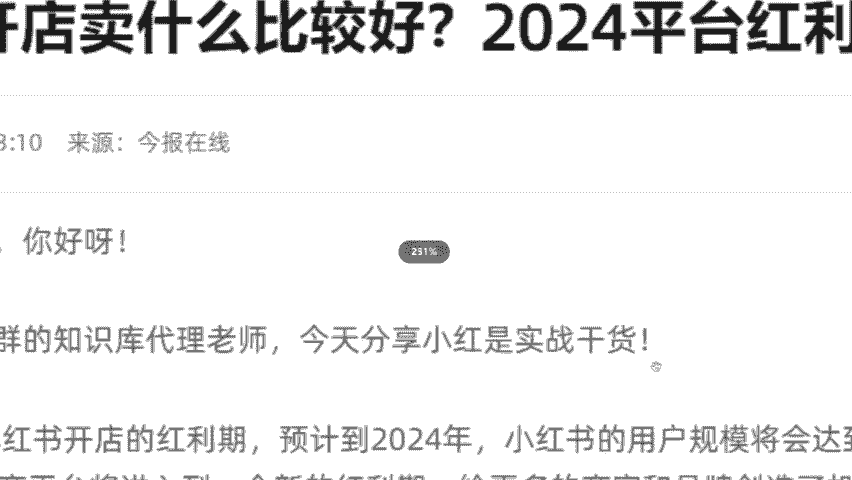 开店卖什么比较好？2024平台红利
8:10 来源：今报在线
你好呀！
231%
群的知识库代理老师，今天分享小红是实战干货！
红书开店的红利期，预计到2024年，小红书的用户规模将会达到